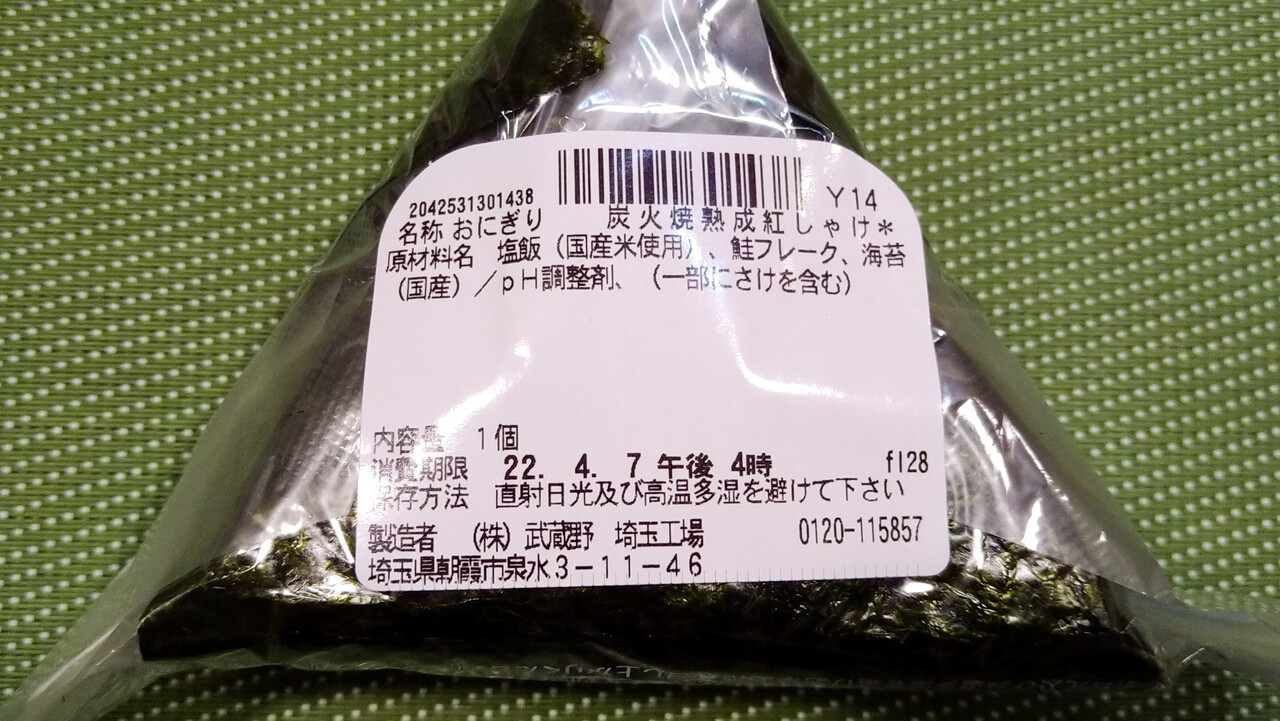 2042531301438 Y14
名称 おにぎり 炭火焼熟成紅しゃけ*
原材料名 塩飯(国産米使用)、鮭フレーク、海苔
(国産)/pH調整剤、(一部にさけを含む)
内容量 1個
消費期限 22. 4. 7 午後 4時 fl28
保存方法 直射日光及び高温多湿を避けて下さい
製造者 (株)武蔵野 埼玉工場 0120-115857
埼玉県朝霞市泉水3-11-46